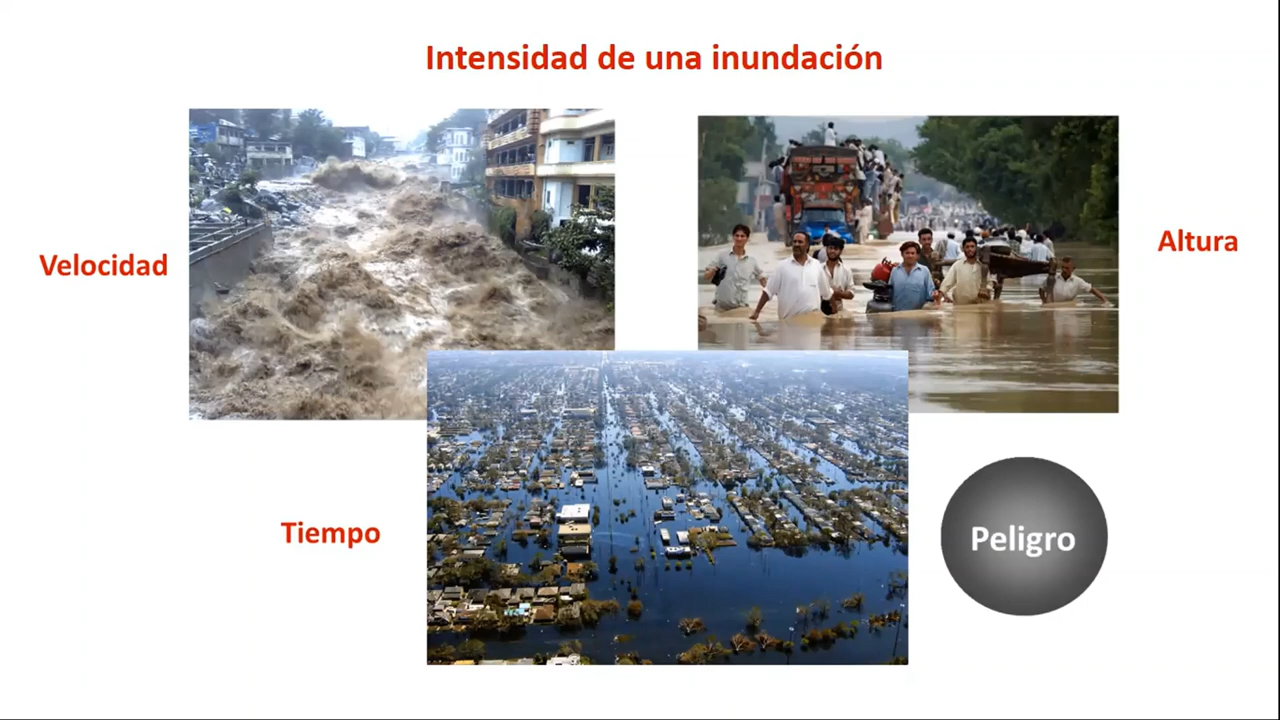 Intensidad de una inundación
Velocidad
Altura
Tiempo
Peligro